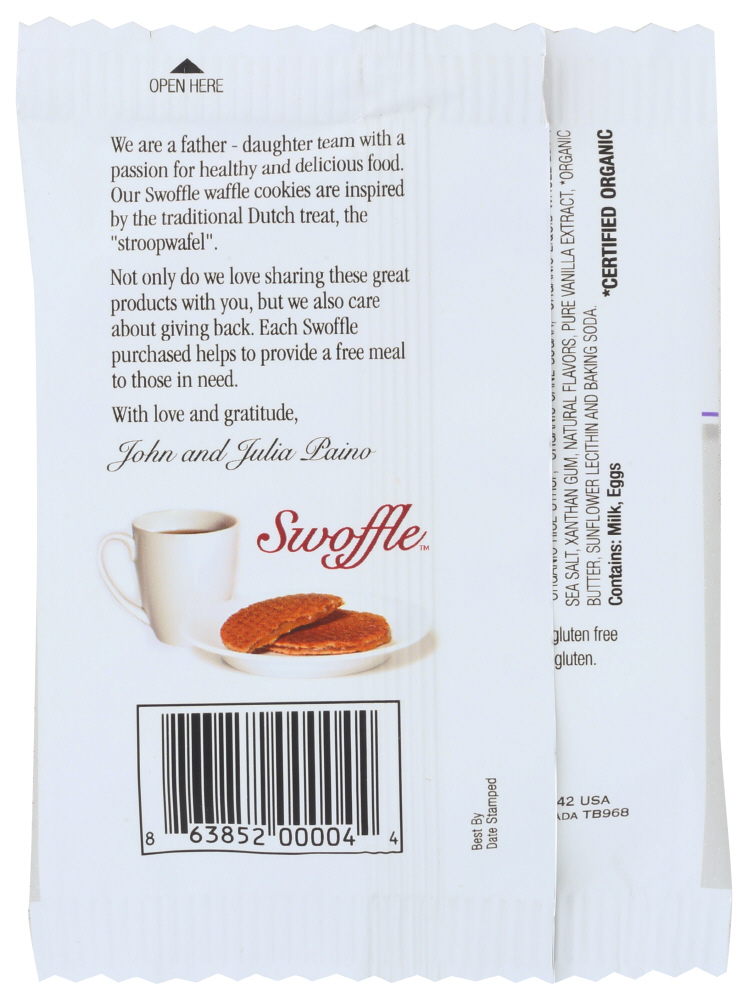 OPEN HERE
We are a father - daughter team with a
passion for healthy and delicious food.
Our Swoffle waffle cookies are inspired
by the traditional Dutch treat, the
"stroopwafel".
Not only do we love sharing these great
products with you, but we also care
about giving back. Each Swoffle
purchased helps to provide a free meal
to those in need.
With love and gratitude,
John and Julia Paino
Swoffle™
8 63852 00004 4
Best By
Date Stamped
SEA SALT, XANTHAN GUM, NATURAL FLAVORS, PURE VANILLA EXTRACT, *ORGANIC
BUTTER, SUNFLOWER LECITHIN AND BAKING SODA.
*CERTIFIED ORGANIC
Contains: Milk, Eggs
gluten free
gluten.
42 USA
ADA TB968